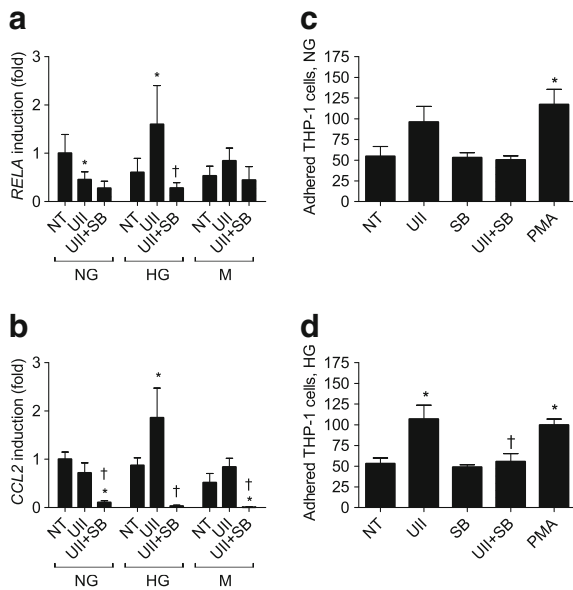 a
RELA induction (fold)
3
2
1
0
*
*
†
NT
UII
UII+SB
NT
UII
UII+SB
NT
UII
UII+SB
NG
HG
M
c
Adhered THP-1 cells, NG
175
150
125
100
75
50
25
0
*
NT
UII
SB
UII+SB
PMA
b
CCL2 induction (fold)
3
2
1
0
†
*
*
†
†
*
NT
UII
UII+SB
NT
UII
UII+SB
NT
UII
UII+SB
NG
HG
M
d
Adhered THP-1 cells, HG
175
150
125
100
75
50
25
0
*
†
*
NT
UII
SB
UII+SB
PMA